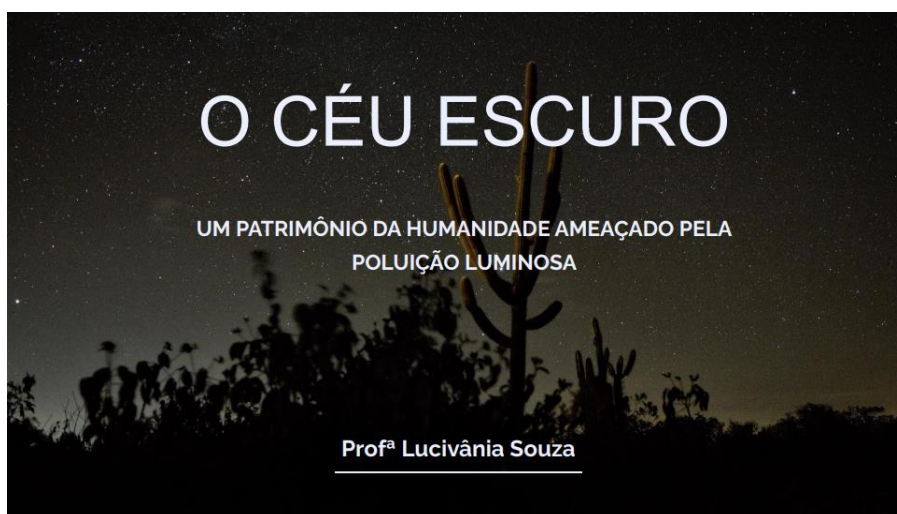 O CÉU ESCURO
UM PATRIMÔNIO DA HUMANIDADE AMEAÇADO PELA
POLUIÇÃO LUMINOSA
Profª Lucivânia Souza